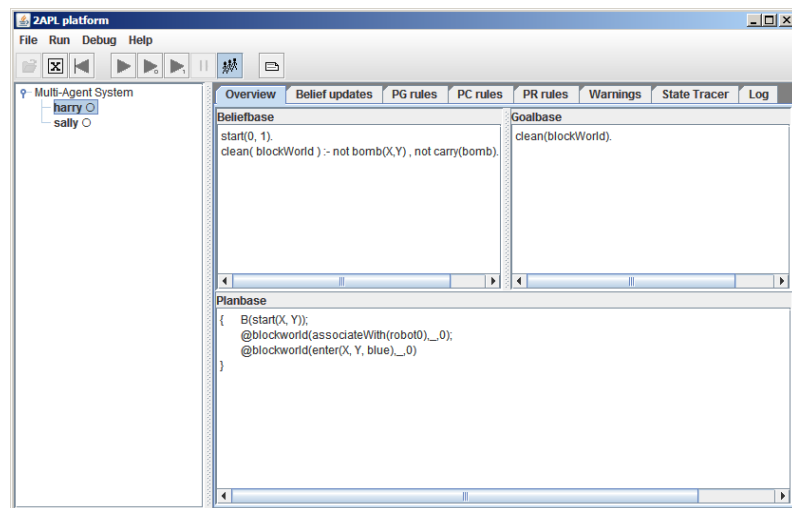 2APL platform
File Run Debug Help
Multi-Agent System
harry
sally
Overview Belief updates PG rules PC rules PR rules Warnings State Tracer Log
Beliefbase
start(0, 1).
clean( blockWorld ) :- not bomb(X,Y) , not carry(bomb).
Goalbase
clean(blockWorld).
Planbase
{ B(start(X, Y));
@blockworld(associateWith(robot0),_,0);
@blockworld(enter(X, Y, blue),_,0)
}